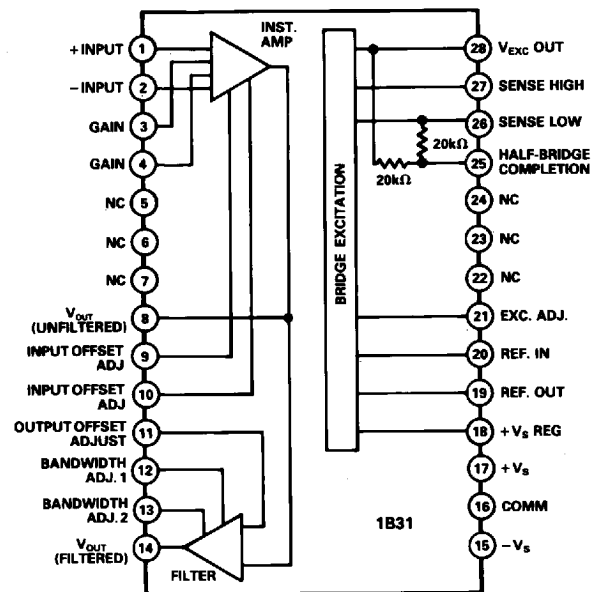 INST.
AMP
+ INPUT 1
− INPUT 2
GAIN 3
GAIN 4
NC 5
NC 6
NC 7
VOUT
(UNFILTERED) 8
INPUT OFFSET
ADJ 9
INPUT OFFSET
ADJ 10
OUTPUT OFFSET
ADJUST 11
BANDWIDTH
ADJ. 1 12
BANDWIDTH
ADJ. 2 13
VOUT
(FILTERED) 14
FILTER
BRIDGE EXCITATION
20kΩ
20kΩ
28 VEXC OUT
27 SENSE HIGH
26 SENSE LOW
25 HALF-BRIDGE
COMPLETION
24 NC
23 NC
22 NC
21 EXC. ADJ.
20 REF. IN
19 REF. OUT
18 +VS REG
17 +VS
16 COMM
15 −VS
1B31